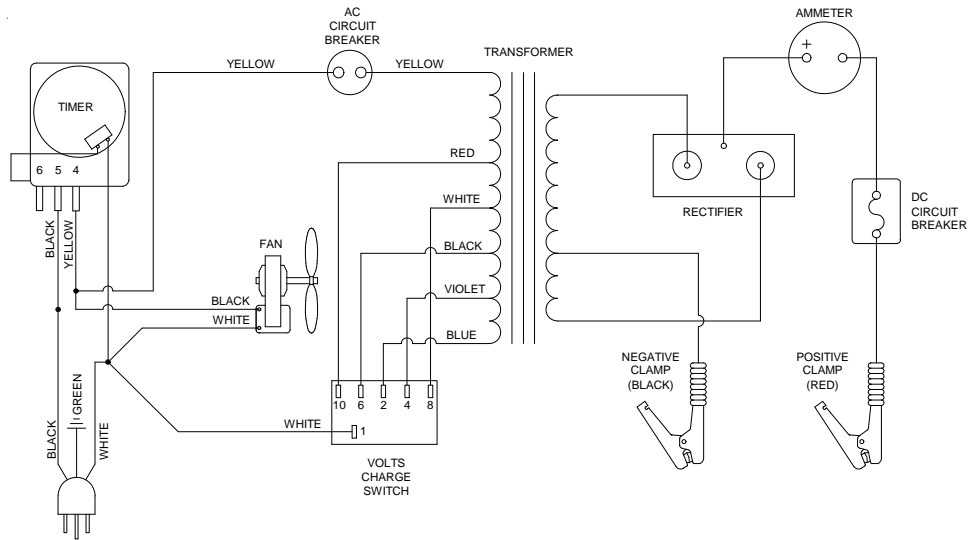 AC
CIRCUIT
BREAKER
AMMETER
TRANSFORMER
YELLOW
YELLOW
+
TIMER
RED
6 5 4
WHITE
RECTIFIER
DC
CIRCUIT
BREAKER
BLACK
YELLOW
FAN
BLACK
VIOLET
BLACK
WHITE
BLUE
NEGATIVE
CLAMP
(BLACK)
POSITIVE
CLAMP
(RED)
10 6 2 4 8
GREEN
BLACK
WHITE
WHITE
1
VOLTS
CHARGE
SWITCH